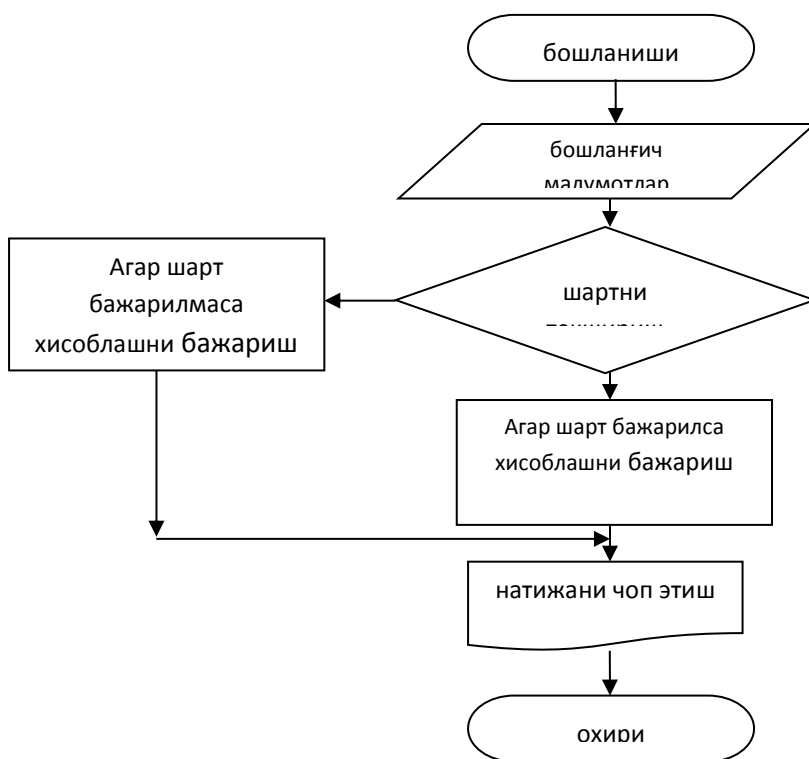 бошланиши
бошланғич
шартни
Агар шарт
бажарилмаса
хисоблашни бажариш
Агар шарт бажарилса
хисоблашни бажариш
натижани чоп этиш
охири